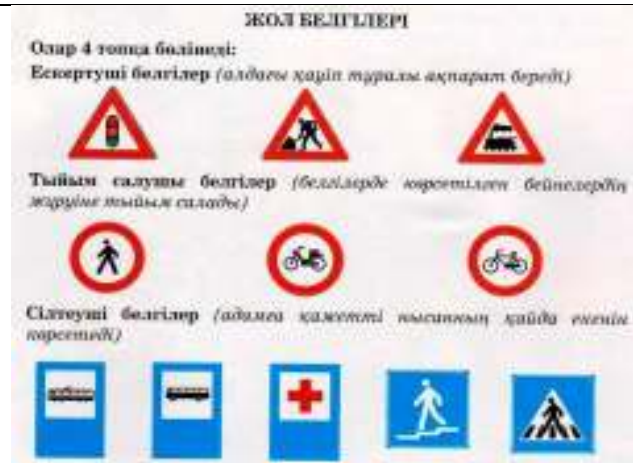 ЖОЛ БЕЛГІЛЕРІ
Олар 4 топқа бөлінеді:
Ескертуші белгілер (алдағы қауіп туралы ақпарат береді)
Тыйым салушы белгілер (белгілерде көрсетілген бейнелердің
жүруіне тыйым салады)
Сілтеуші белгілер (адамға қажетті нысанның қайда екенін
көрсетеді)